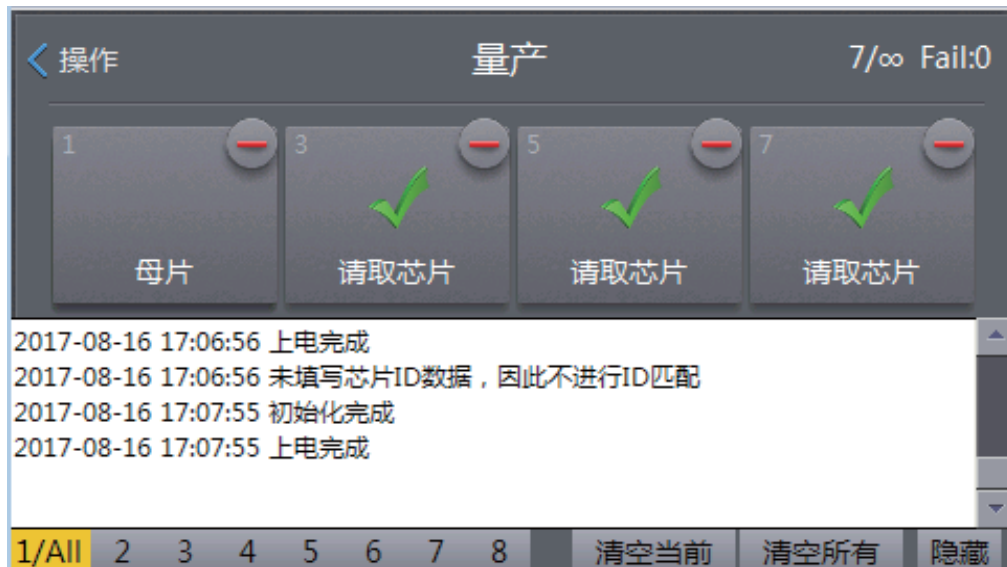 操作 量产 7/∞ Fail:0
1 3 5 7
母片 请取芯片 请取芯片 请取芯片
2017-08-16 17:06:56 上电完成
2017-08-16 17:06:56 未填写芯片ID数据，因此不进行ID匹配
2017-08-16 17:07:55 初始化完成
2017-08-16 17:07:55 上电完成
1/All 2 3 4 5 6 7 8 清空当前 清空所有 隐藏